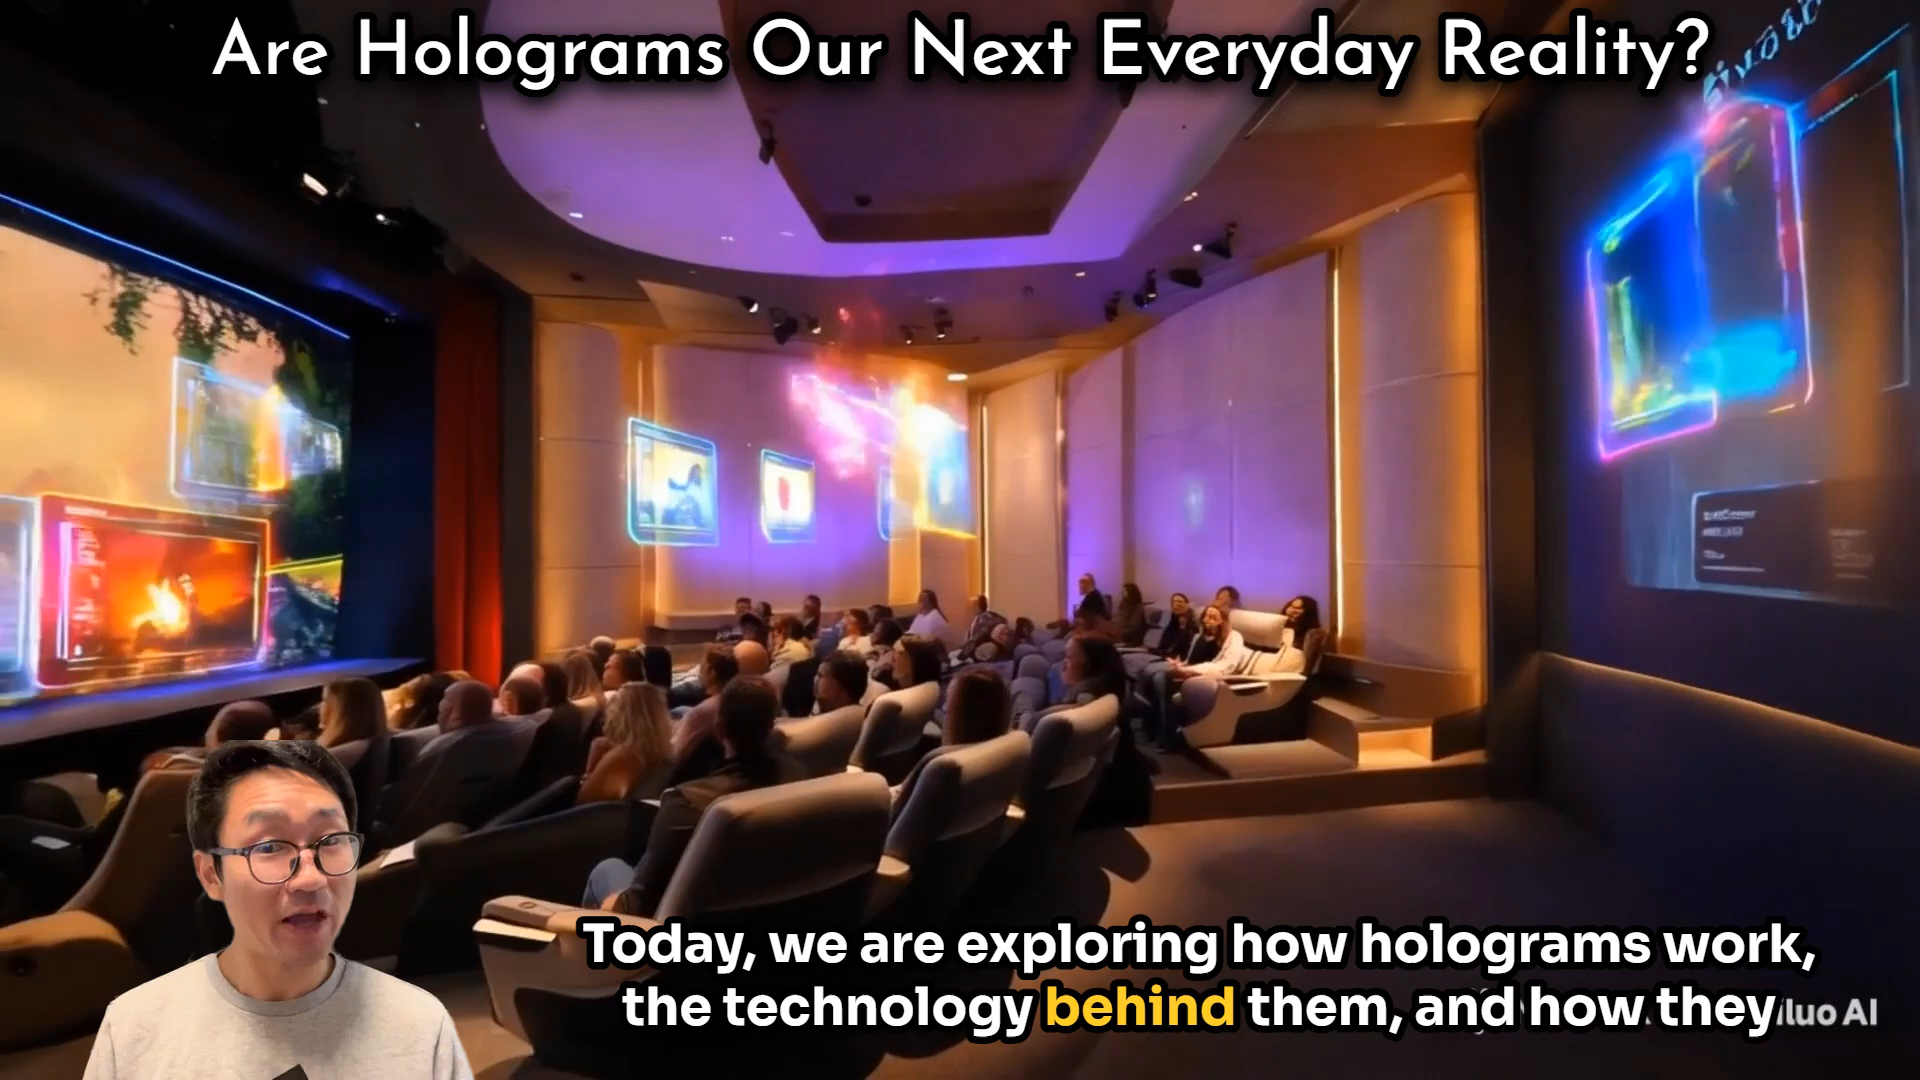 Are Holograms Our Next Everyday Reality?
Today, we are exploring how holograms work,
the technology behind them, and how they
iluo AI